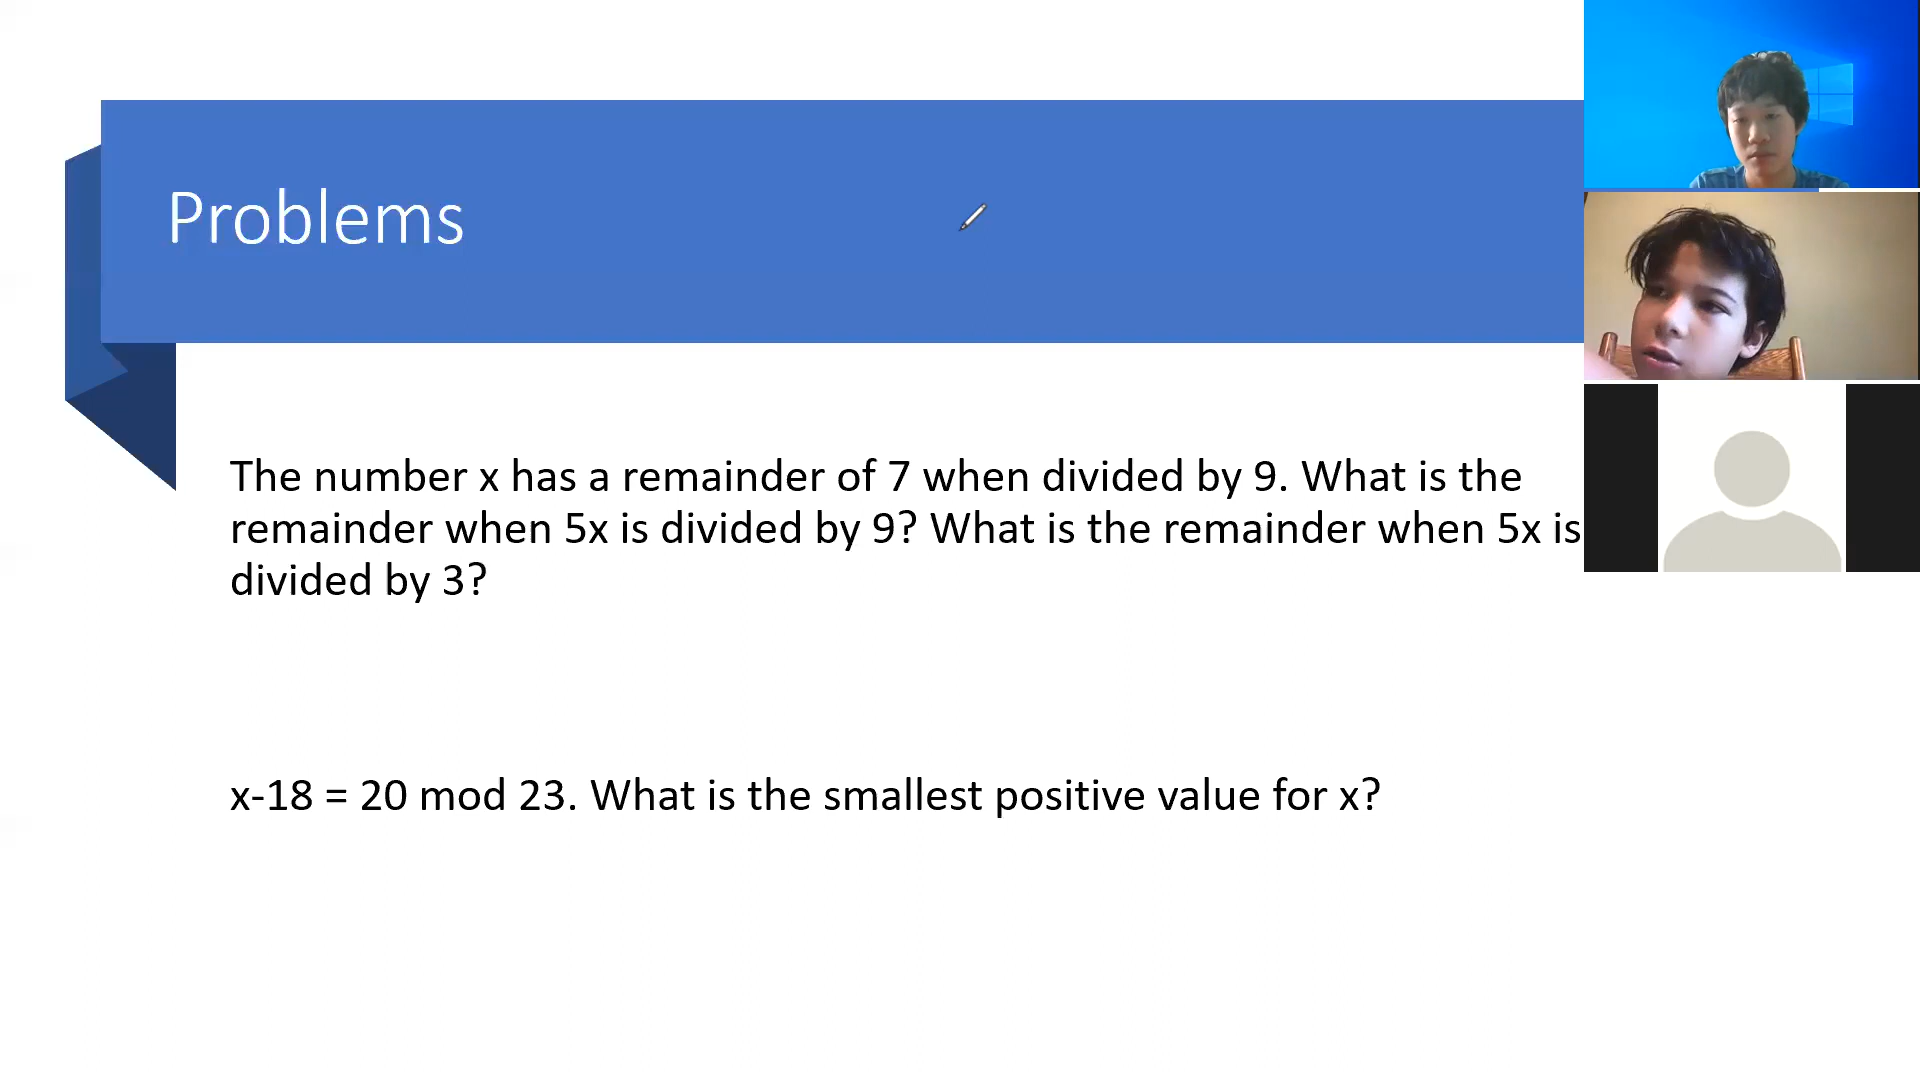 Problems
The number x has a remainder of 7 when divided by 9. What is the
remainder when 5x is divided by 9? What is the remainder when 5x is
divided by 3?
x-18 = 20 mod 23. What is the smallest positive value for x?